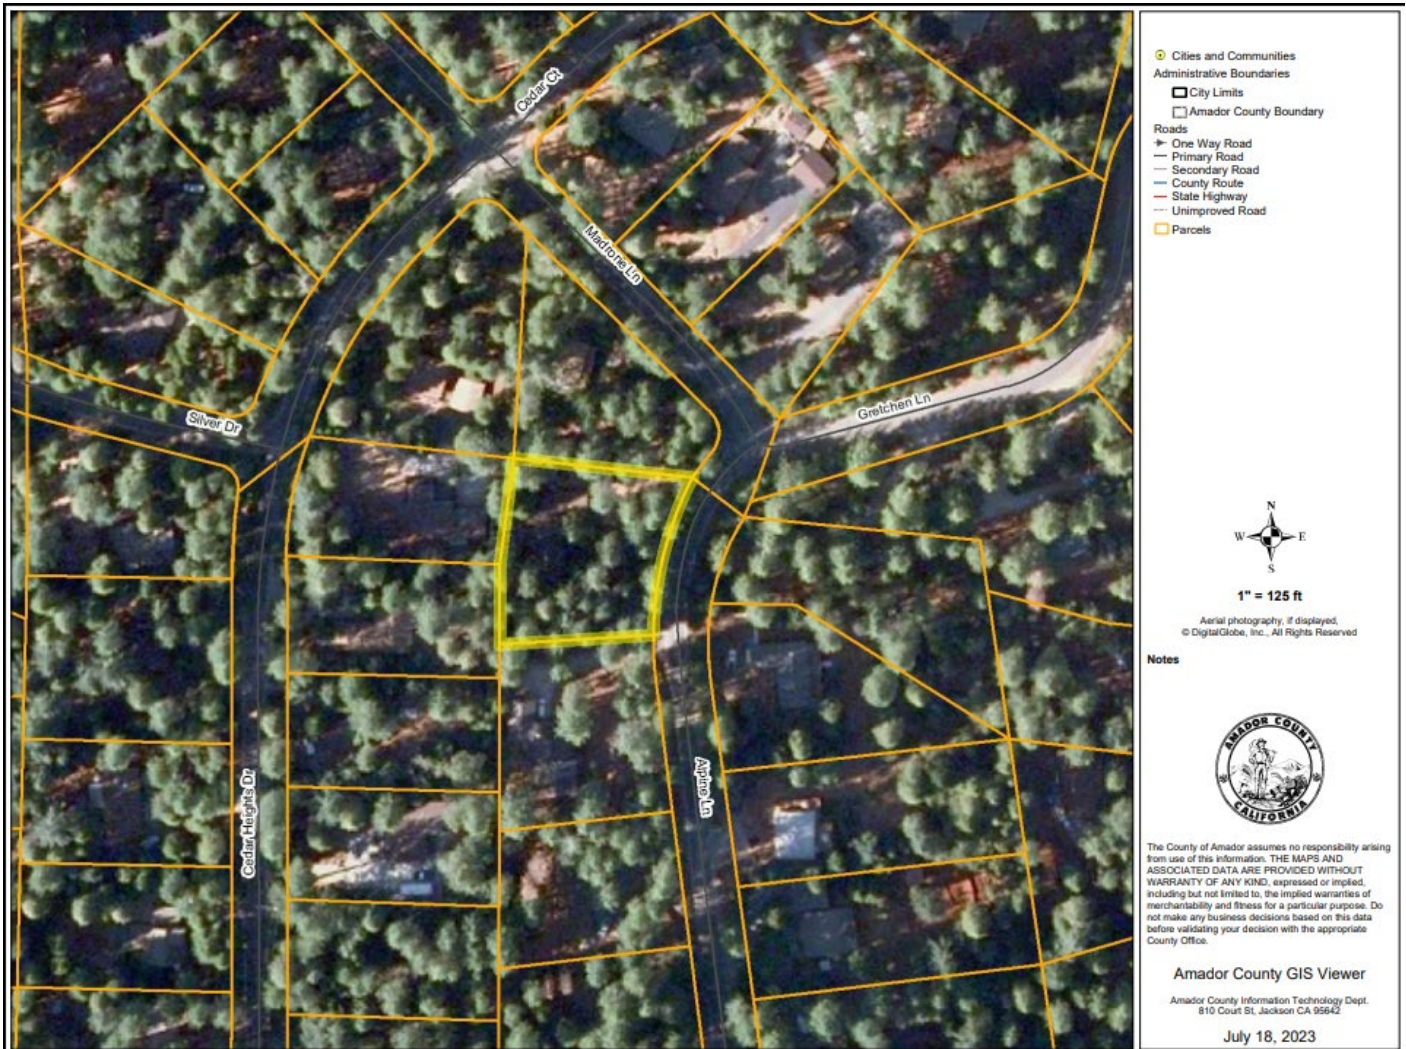 Cedar Ct
Madrone Ln
Gretchen Ln
Silver Dr
Cedar Heights Dr
Alpine Ln
Cities and Communities
Administrative Boundaries
City Limits
Amador County Boundary
Roads
One Way Road
Primary Road
Secondary Road
County Route
State Highway
Unimproved Road
Parcels
N
W E
S
1" = 125 ft
Aerial photography, if displayed,
© DigitalGlobe, Inc., All Rights Reserved
Notes
AMADOR COUNTY
CALIFORNIA
The County of Amador assumes no responsibility arising
from use of this information. THE MAPS AND
ASSOCIATED DATA ARE PROVIDED WITHOUT
WARRANTY OF ANY KIND, expressed or implied,
including but not limited to, the implied warranties of
merchantability and fitness for a particular purpose. Do
not make any business decisions based on this data
before validating your decision with the appropriate
County Office.
Amador County GIS Viewer
Amador County Information Technology Dept.
810 Court St, Jackson CA 95642
July 18, 2023